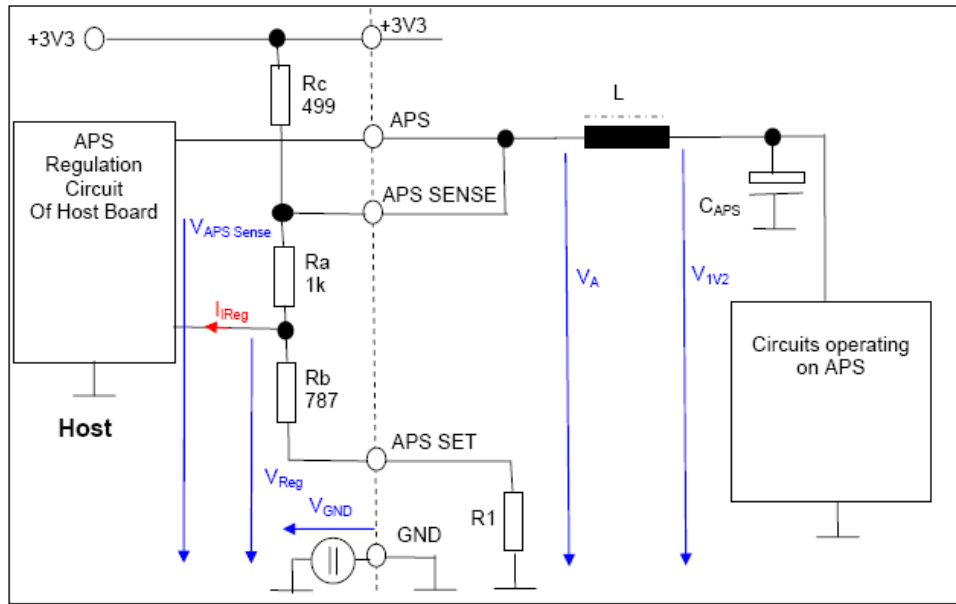 +3V3
+3V3
Rc
499
L
APS
APS
Regulation
Circuit
Of Host Board
APS SENSE
CAPS
VAPS Sense
Ra
1k
VA
V1V2
IIReg
Circuits operating
on APS
Rb
787
Host
APS SET
VReg
VGND
R1
GND